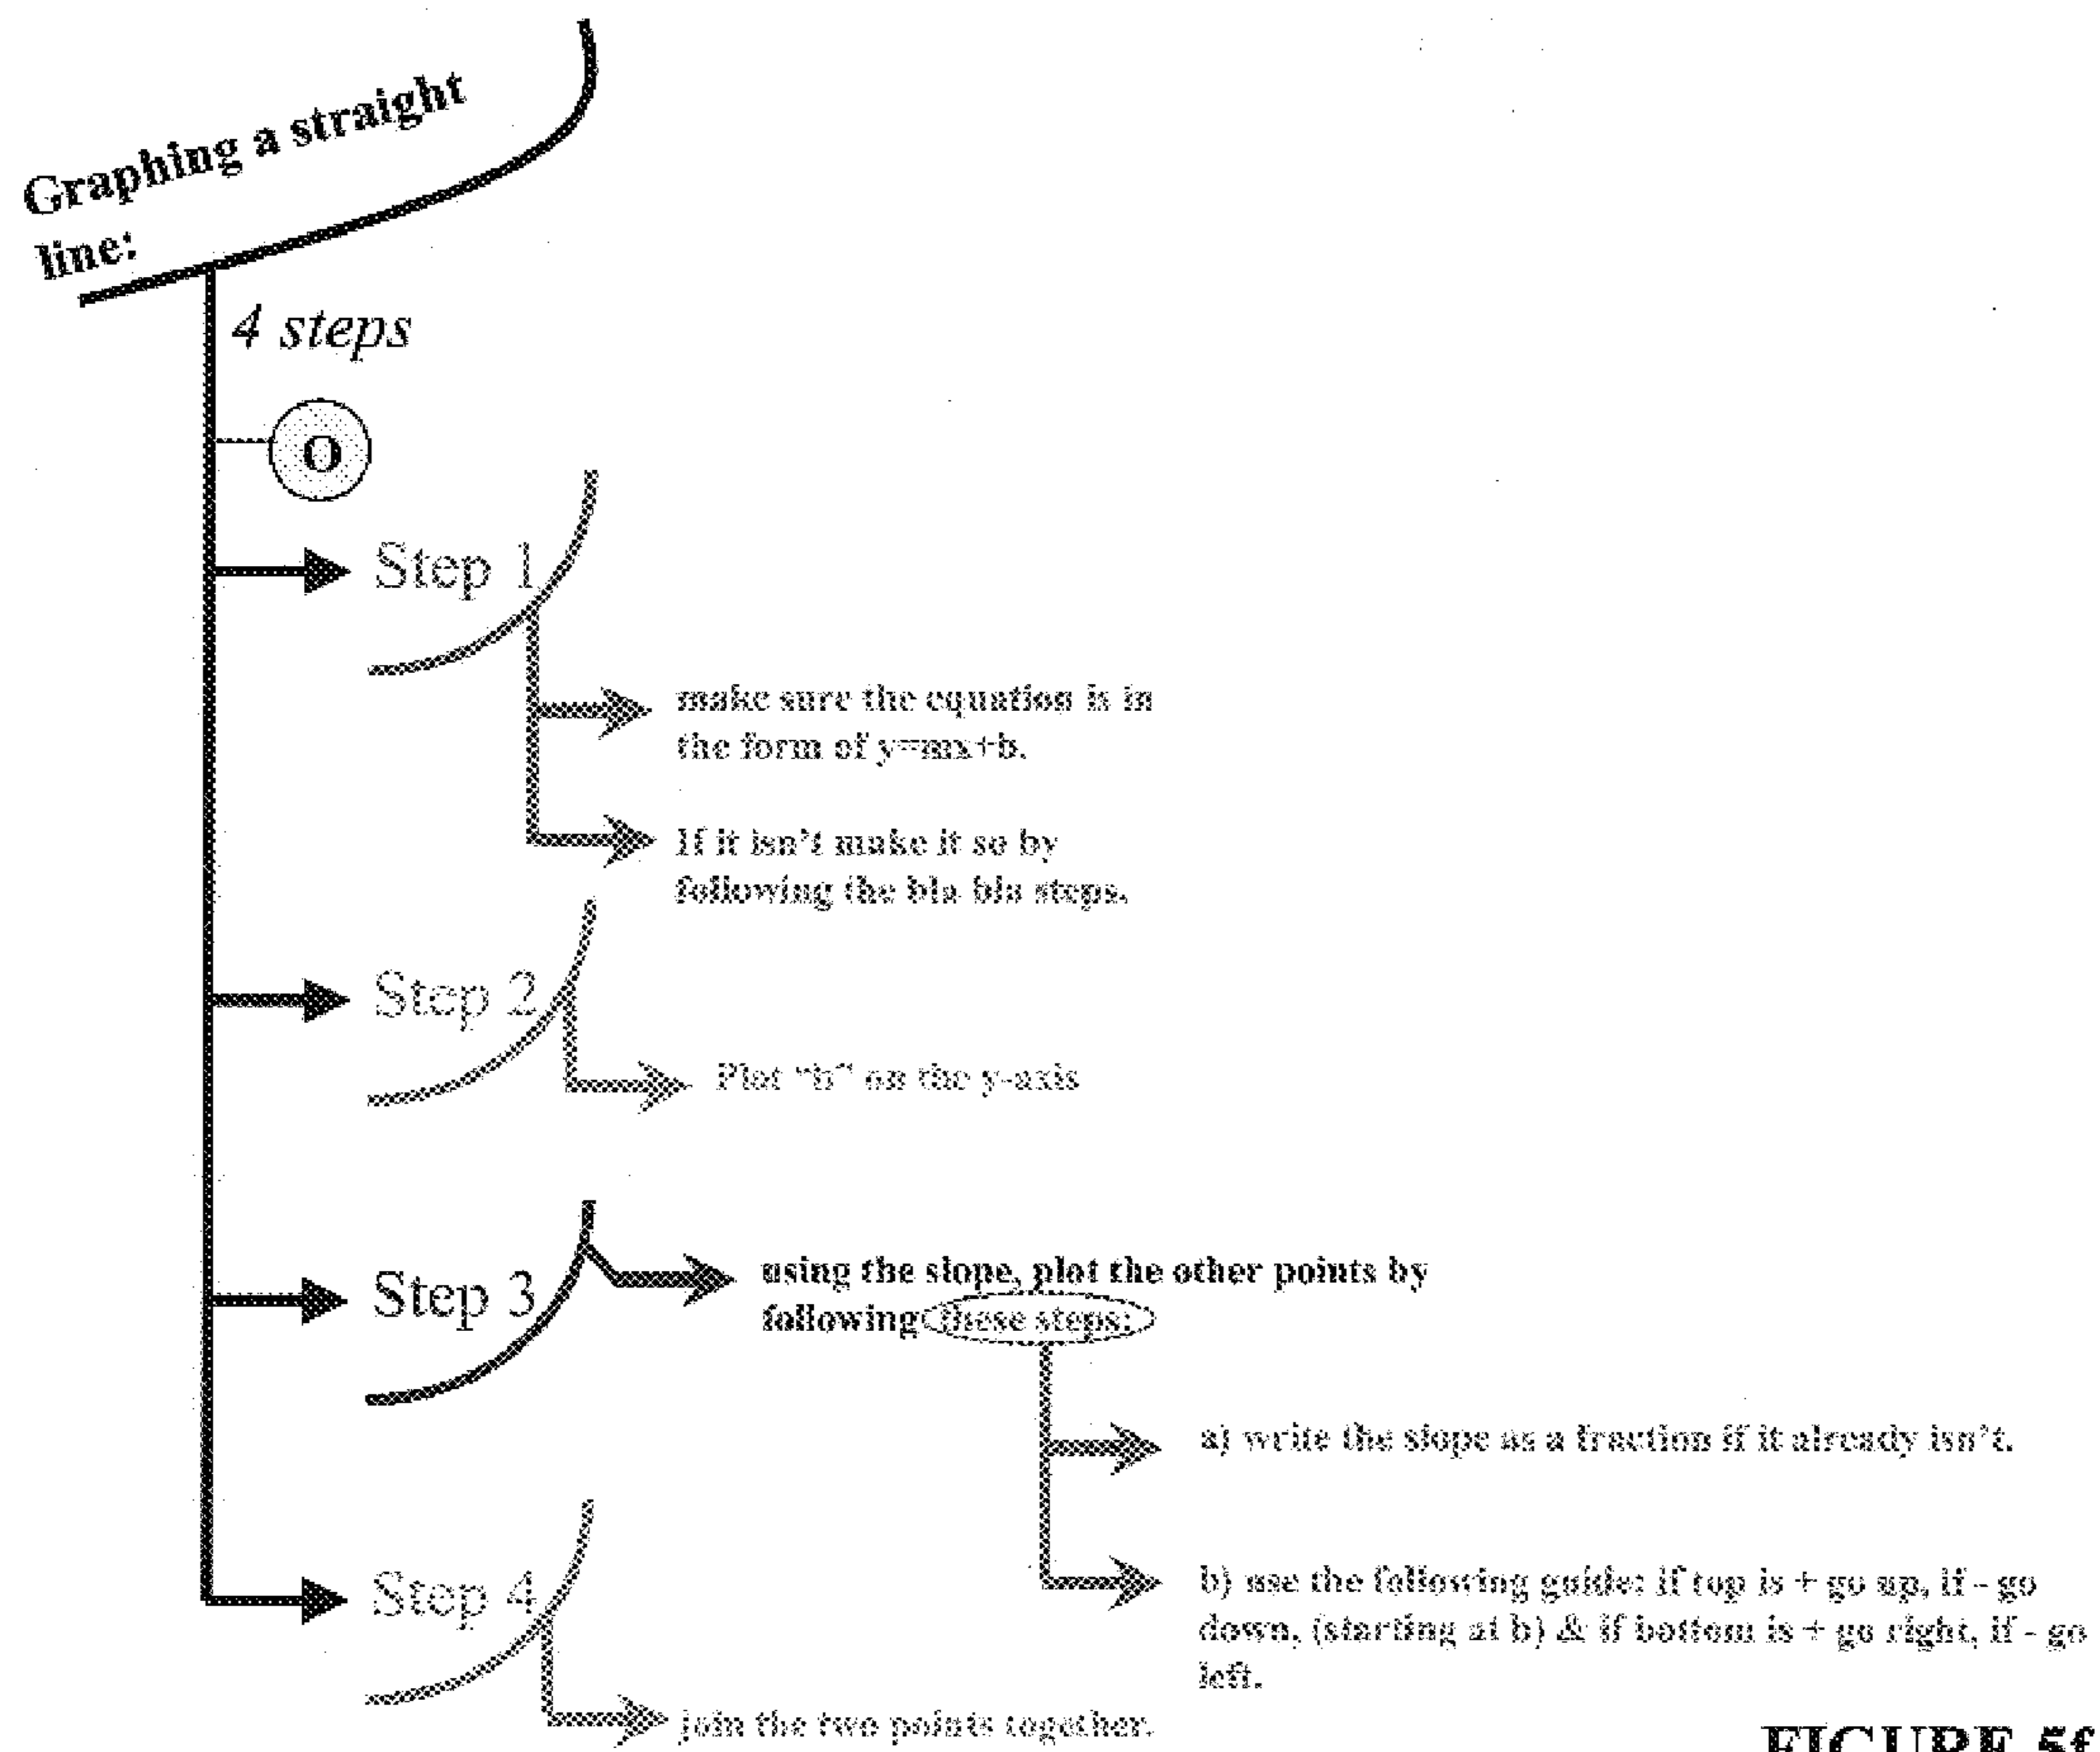 Graphing a straight
line:
4 steps
O
Step 1
make sure the equation is in
the form of y=mx+b.
If it isn't make it so by
following the bla bla steps.
Step 2
Plot "b" on the y-axis
Step 3
using the slope, plot the other points by
following these steps:
a) write the slope as a fraction if it already isn't.
b) use the following guide: if top is + go up, if - go
down, (starting at b) & if bottom is + go right, if - go
left.
Step 4
join the two points together.
FIGURE 5f